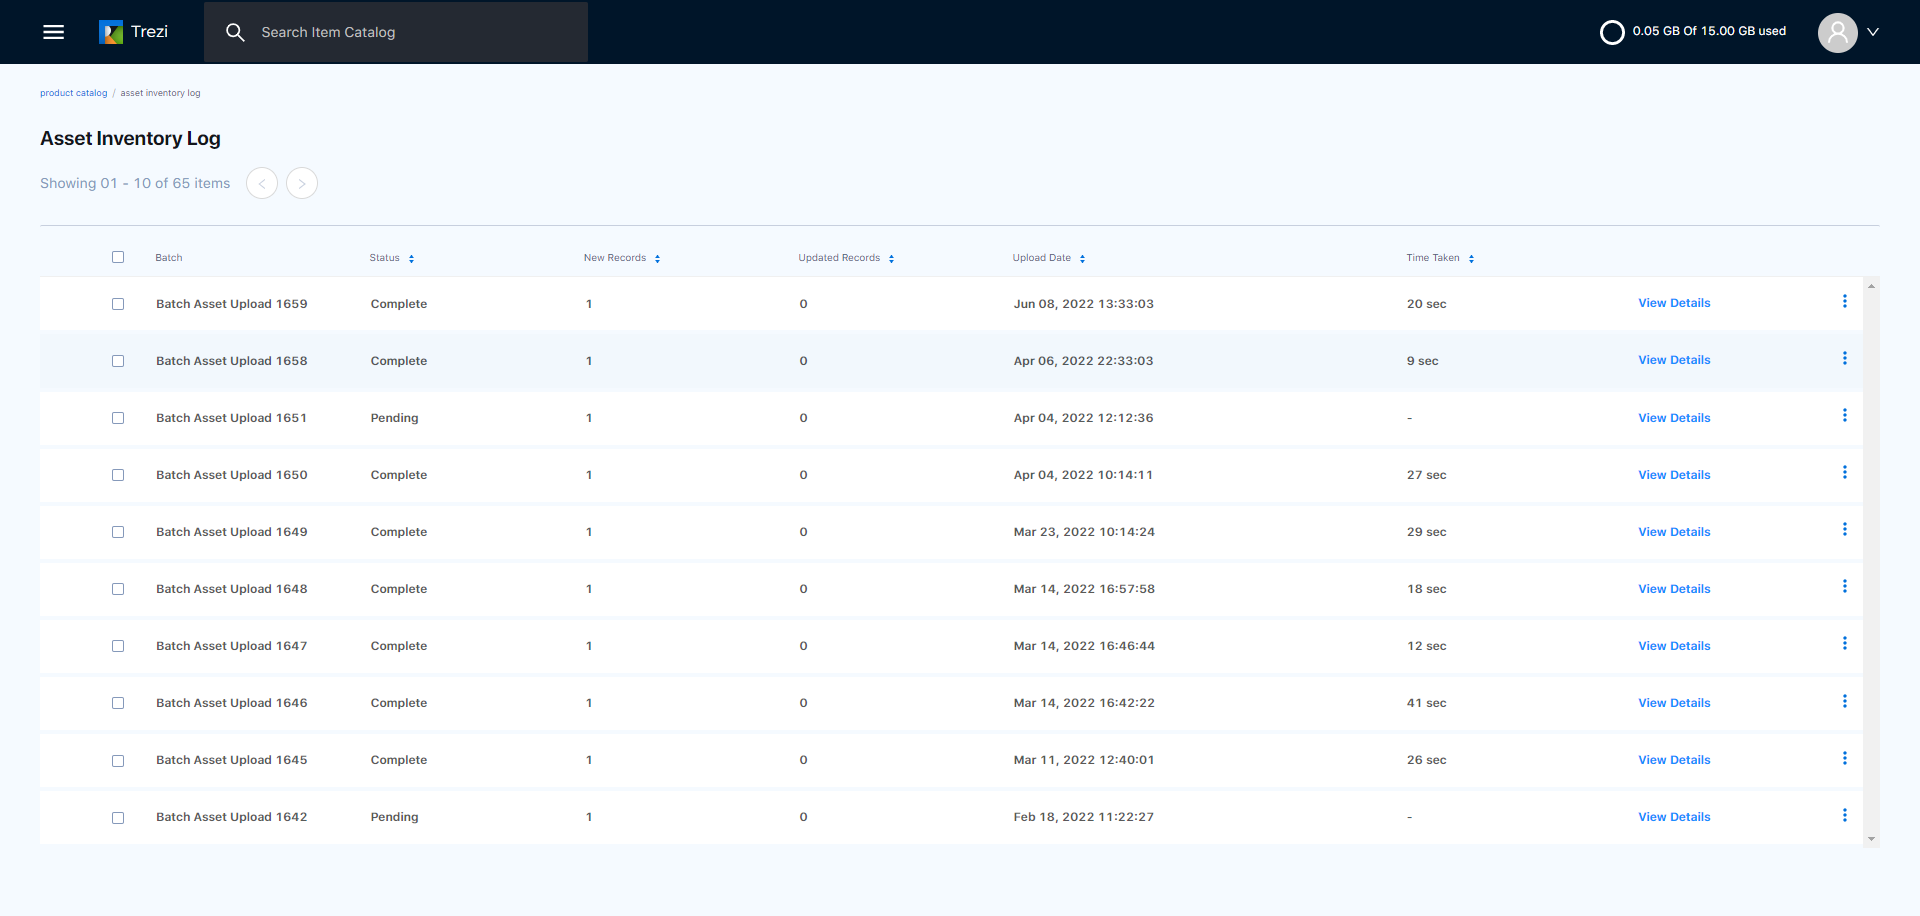 Trezi
Search Item Catalog
0.05 GB Of 15.00 GB used
product catalog / asset inventory log
Asset Inventory Log
Showing 01 - 10 of 65 items < >
Batch Status New Records Updated Records Upload Date Time Taken
Batch Asset Upload 1659 Complete 1 0 Jun 08, 2022 13:33:03 20 sec View Details
Batch Asset Upload 1658 Complete 1 0 Apr 06, 2022 22:33:03 9 sec View Details
Batch Asset Upload 1651 Pending 1 0 Apr 04, 2022 12:12:36 - View Details
Batch Asset Upload 1650 Complete 1 0 Apr 04, 2022 10:14:11 27 sec View Details
Batch Asset Upload 1649 Complete 1 0 Mar 23, 2022 10:14:24 29 sec View Details
Batch Asset Upload 1648 Complete 1 0 Mar 14, 2022 16:57:58 18 sec View Details
Batch Asset Upload 1647 Complete 1 0 Mar 14, 2022 16:46:44 12 sec View Details
Batch Asset Upload 1646 Complete 1 0 Mar 14, 2022 16:42:22 41 sec View Details
Batch Asset Upload 1645 Complete 1 0 Mar 11, 2022 12:40:01 26 sec View Details
Batch Asset Upload 1642 Pending 1 0 Feb 18, 2022 11:22:27 - View Details